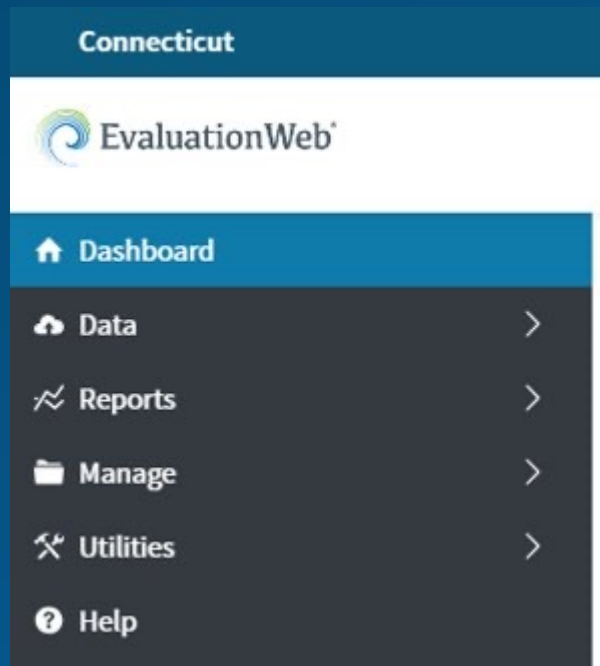 Connecticut
EvaluationWeb®
Dashboard
Data
Reports
Manage
Utilities
Help